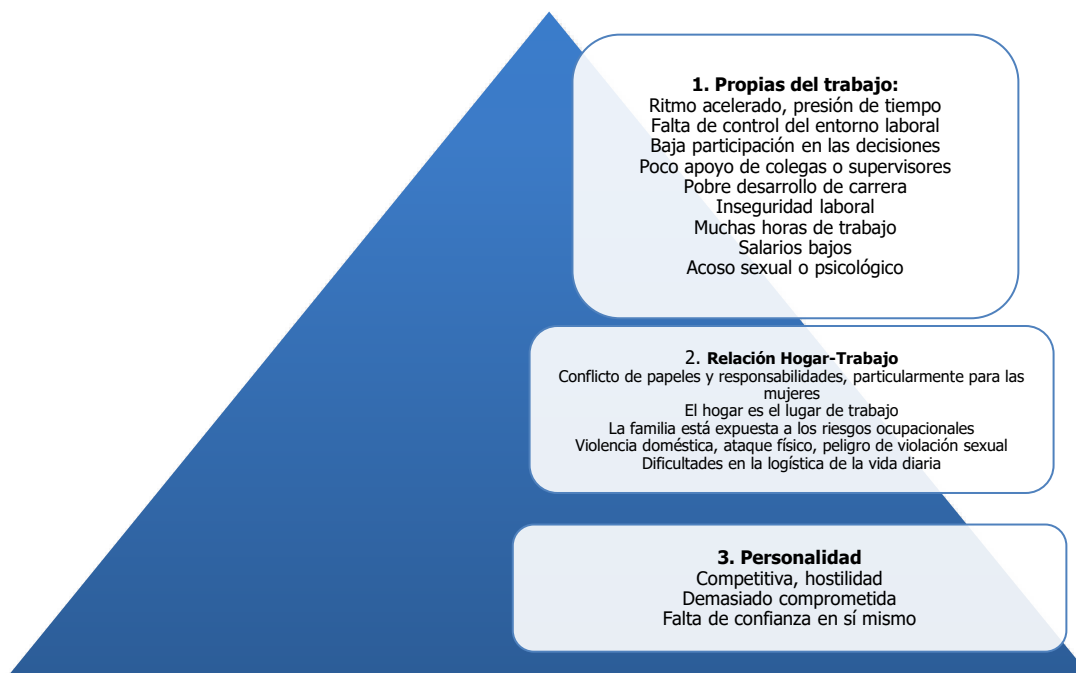 1. Propias del trabajo:
Ritmo acelerado, presión de tiempo
Falta de control del entorno laboral
Baja participación en las decisiones
Poco apoyo de colegas o supervisores
Pobre desarrollo de carrera
Inseguridad laboral
Muchas horas de trabajo
Salarios bajos
Acoso sexual o psicológico
2. Relación Hogar-Trabajo
Conflicto de papeles y responsabilidades, particularmente para las
mujeres
El hogar es el lugar de trabajo
La familia está expuesta a los riesgos ocupacionales
Violencia doméstica, ataque físico, peligro de violación sexual
Dificultades en la logística de la vida diaria
3. Personalidad
Competitiva, hostilidad
Demasiado comprometida
Falta de confianza en sí mismo